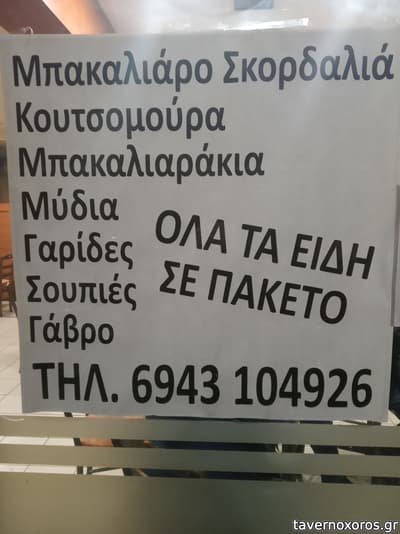 Μπακαλιάρο Σκορδαλιά
Κουτσομούρα
Μπακαλιαράκια
Μύδια
Γαρίδες
Σουπιές
Γάβρο
ΟΛΑ ΤΑ ΕΙΔΗ
ΣΕ ΠΑΚΕΤΟ
ΤΗΛ. 6943 104926
tavernoxoros.gr